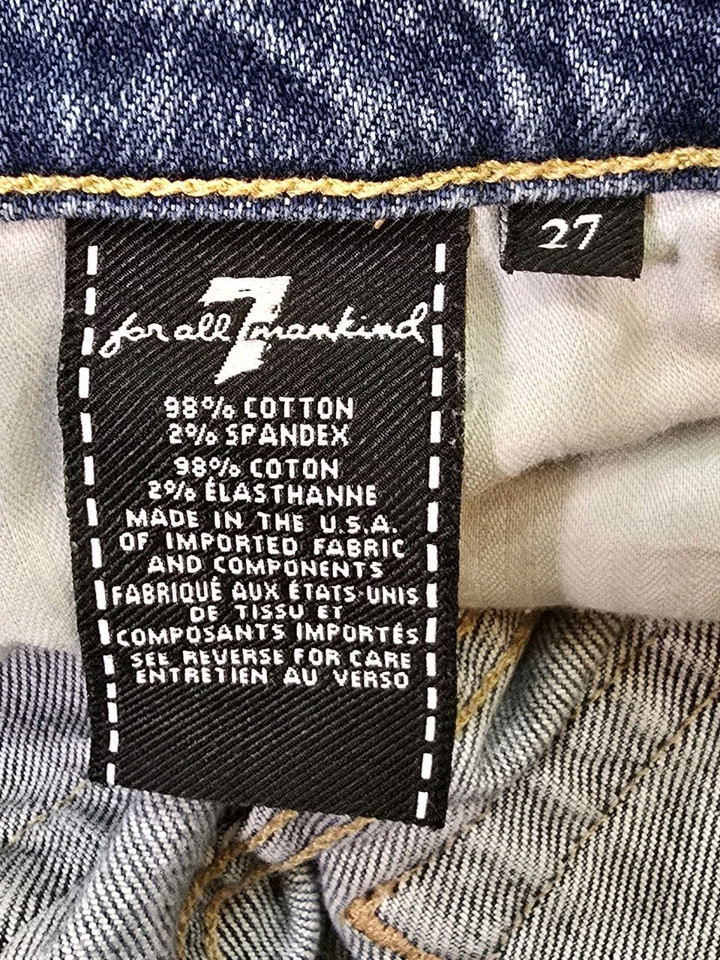 27
7
for all mankind
98% COTTON
2% SPANDEX
98% COTON
2% ÉLASTHANNE
MADE IN THE U.S.A.
OF IMPORTED FABRIC
AND COMPONENTS
FABRIQUÉ AUX ÉTATS-UNIS
DE TISSU ET
COMPOSANTS IMPORTÉS
SEE REVERSE FOR CARE
ENTRETIEN AU VERSO